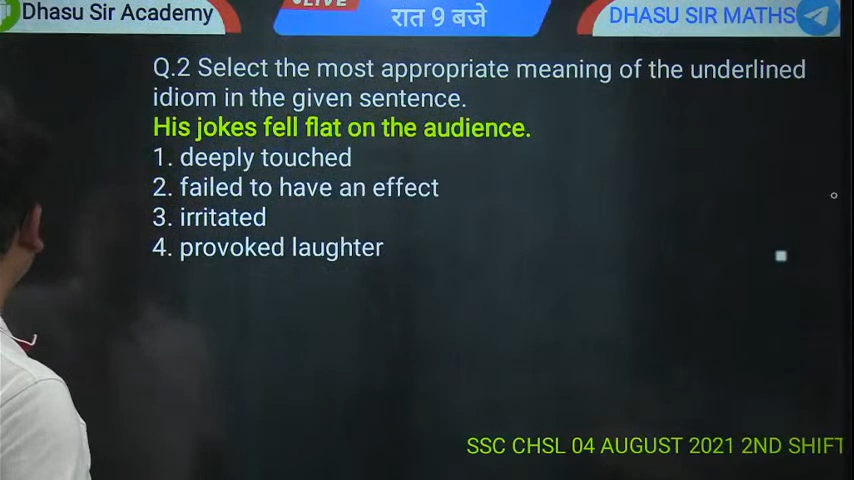 Dhasu Sir Academy
LIVE
रात 9 बजे
DHASU SIR MATHS
Q.2 Select the most appropriate meaning of the underlined
idiom in the given sentence.
His jokes fell flat on the audience.
1. deeply touched
2. failed to have an effect
3. irritated
4. provoked laughter
SSC CHSL 04 AUGUST 2021 2ND SHIFT